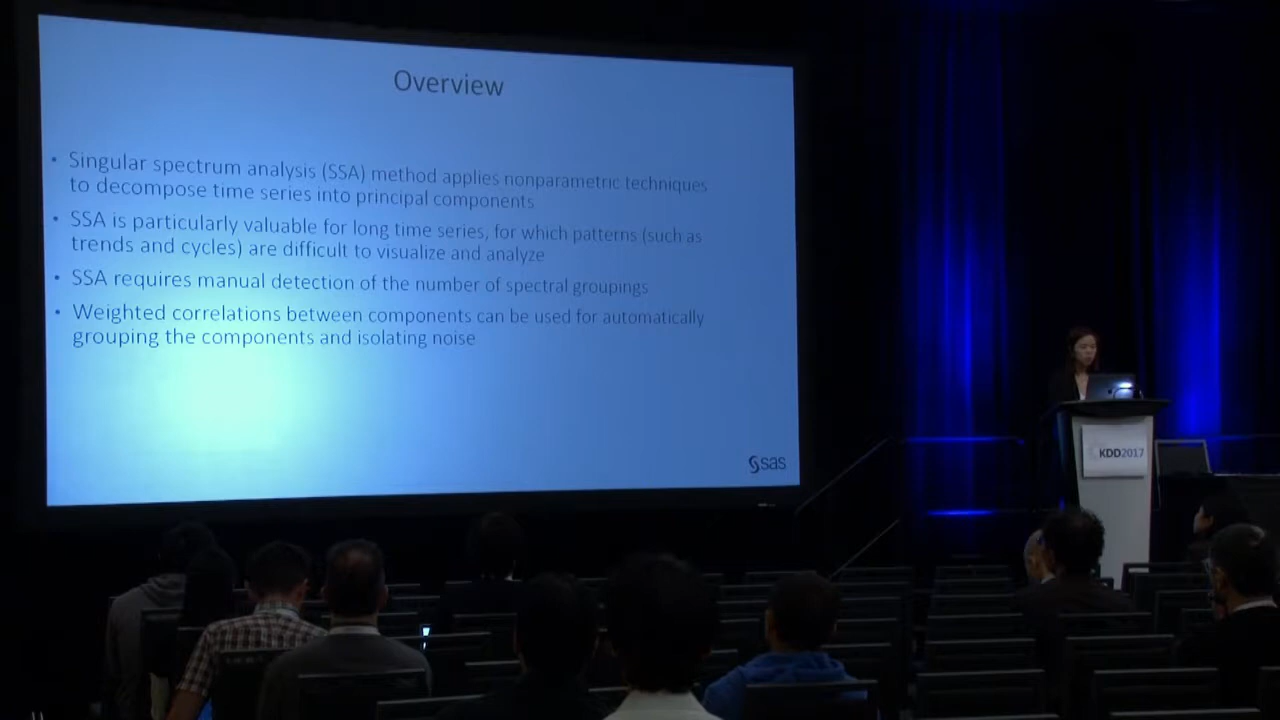 Overview
• Singular spectrum analysis (SSA) method applies nonparametric techniques
to decompose time series into principal components
• SSA is particularly valuable for long time series, for which patterns (such as
trends and cycles) are difficult to visualize and analyze
• SSA requires manual detection of the number of spectral groupings
• Weighted correlations between components can be used for automatically
grouping the components and isolating noise
sas
KDD2017